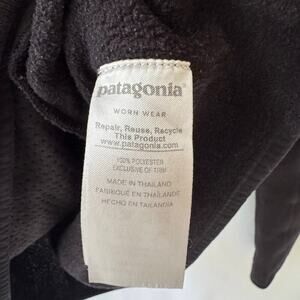 patagonia®
WORN WEAR
Repair, Reuse, Recycle
This Product
www.patagonia.com
100% POLYESTER
EXCLUSIVE OF TRIM
MADE IN THAILAND
FABRIQUÉ EN THAÏLANDE
HECHO EN TAILANDIA